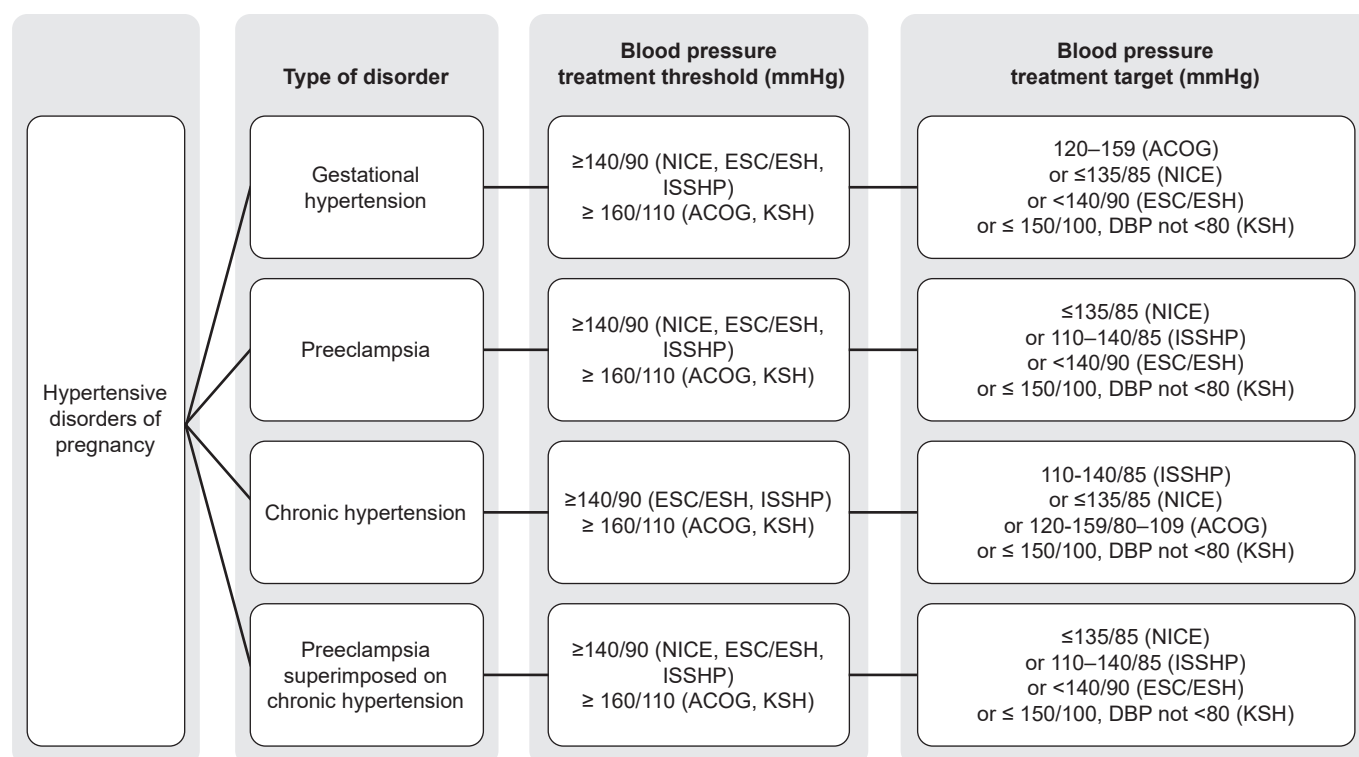 Type of disorder
Blood pressure
treatment threshold (mmHg)
Blood pressure
treatment target (mmHg)
Hypertensive
disorders of
pregnancy
Gestational
hypertension
≥140/90 (NICE, ESC/ESH,
ISSHP)
≥ 160/110 (ACOG, KSH)
120–159 (ACOG)
or ≤135/85 (NICE)
or <140/90 (ESC/ESH)
or ≤ 150/100, DBP not <80 (KSH)
Preeclampsia
≥140/90 (NICE, ESC/ESH,
ISSHP)
≥ 160/110 (ACOG, KSH)
≤135/85 (NICE)
or 110–140/85 (ISSHP)
or <140/90 (ESC/ESH)
or ≤ 150/100, DBP not <80 (KSH)
Chronic hypertension
≥140/90 (ESC/ESH, ISSHP)
≥ 160/110 (ACOG, KSH)
110-140/85 (ISSHP)
or ≤135/85 (NICE)
or 120-159/80–109 (ACOG)
or ≤ 150/100, DBP not <80 (KSH)
Preeclampsia
superimposed on
chronic hypertension
≥140/90 (NICE, ESC/ESH,
ISSHP)
≥ 160/110 (ACOG, KSH)
≤135/85 (NICE)
or 110–140/85 (ISSHP)
or <140/90 (ESC/ESH)
or ≤ 150/100, DBP not <80 (KSH)